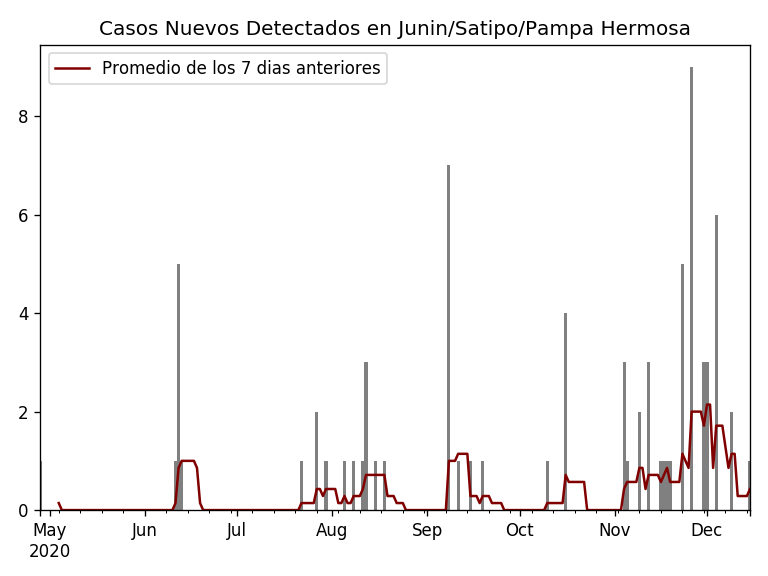 Casos Nuevos Detectados en Junin/Satipo/Pampa Hermosa
Promedio de los 7 dias anteriores
8
6
4
2
0
May Jun Jul Aug Sep Oct Nov Dec
2020